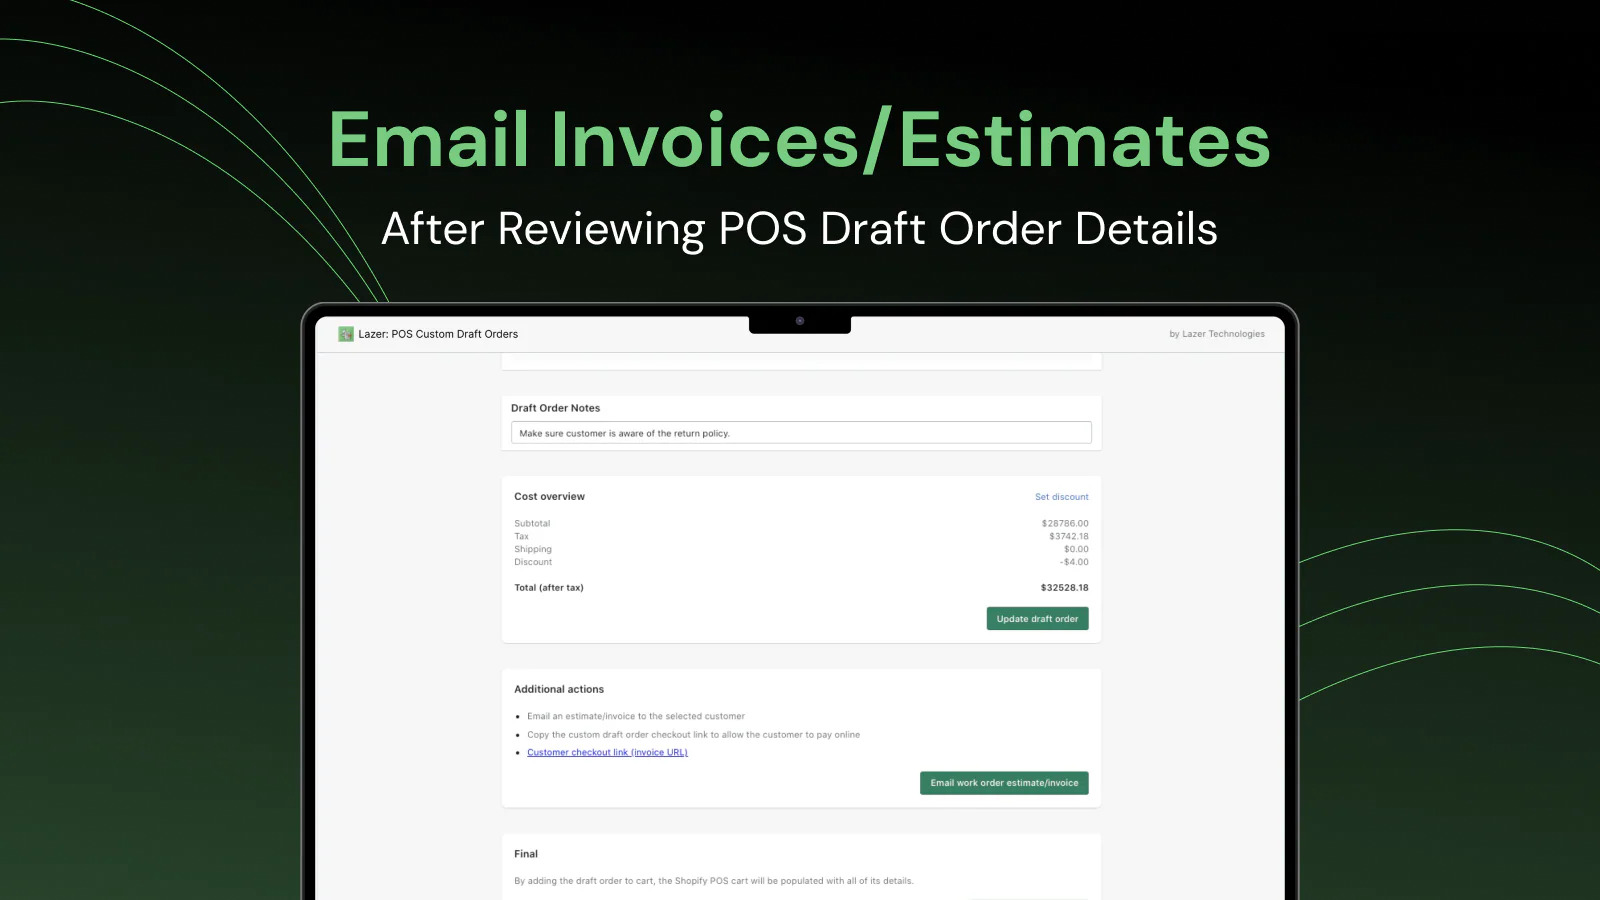 Email Invoices/Estimates
After Reviewing POS Draft Order Details
Lazer: POS Custom Draft Orders
by Lazer Technologies
Draft Order Notes
Make sure customer is aware of the return policy.
Cost overview
Set discount
Subtotal $28786.00
Tax $3742.18
Shipping $0.00
Discount -$4.00
Total (after tax) $32528.18
Update draft order
Additional actions
• Email an estimate/invoice to the selected customer
• Copy the custom draft order checkout link to allow the customer to pay online
• Customer checkout link (invoice URL)
Email work order estimate/invoice
Final
By adding the draft order to cart, the Shopify POS cart will be populated with all of its details.